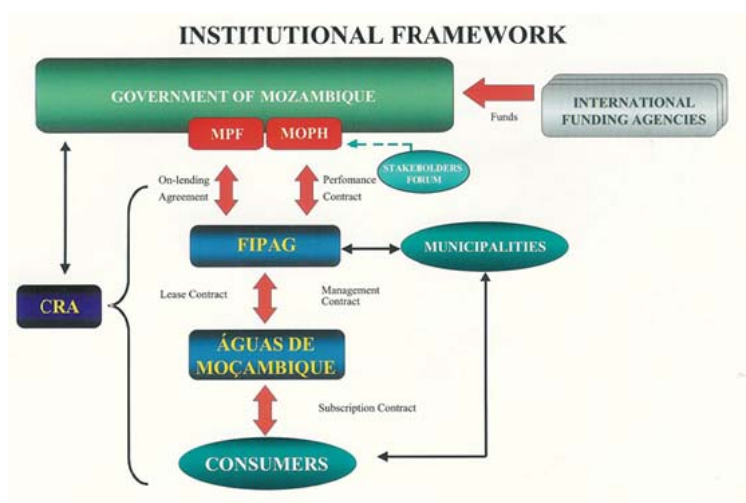 INSTITUTIONAL FRAMEWORK
GOVERNMENT OF MOZAMBIQUE
MPF
MOPH
Funds
INTERNATIONAL
FUNDING AGENCIES
STAKEHOLDERS
FORUM
On-lending
Agreement
Perfomance
Contract
FIPAG
MUNICIPALITIES
CRA
Lease Contract
Management
Contract
ÁGUAS DE
MOÇAMBIQUE
Subscription Contract
CONSUMERS